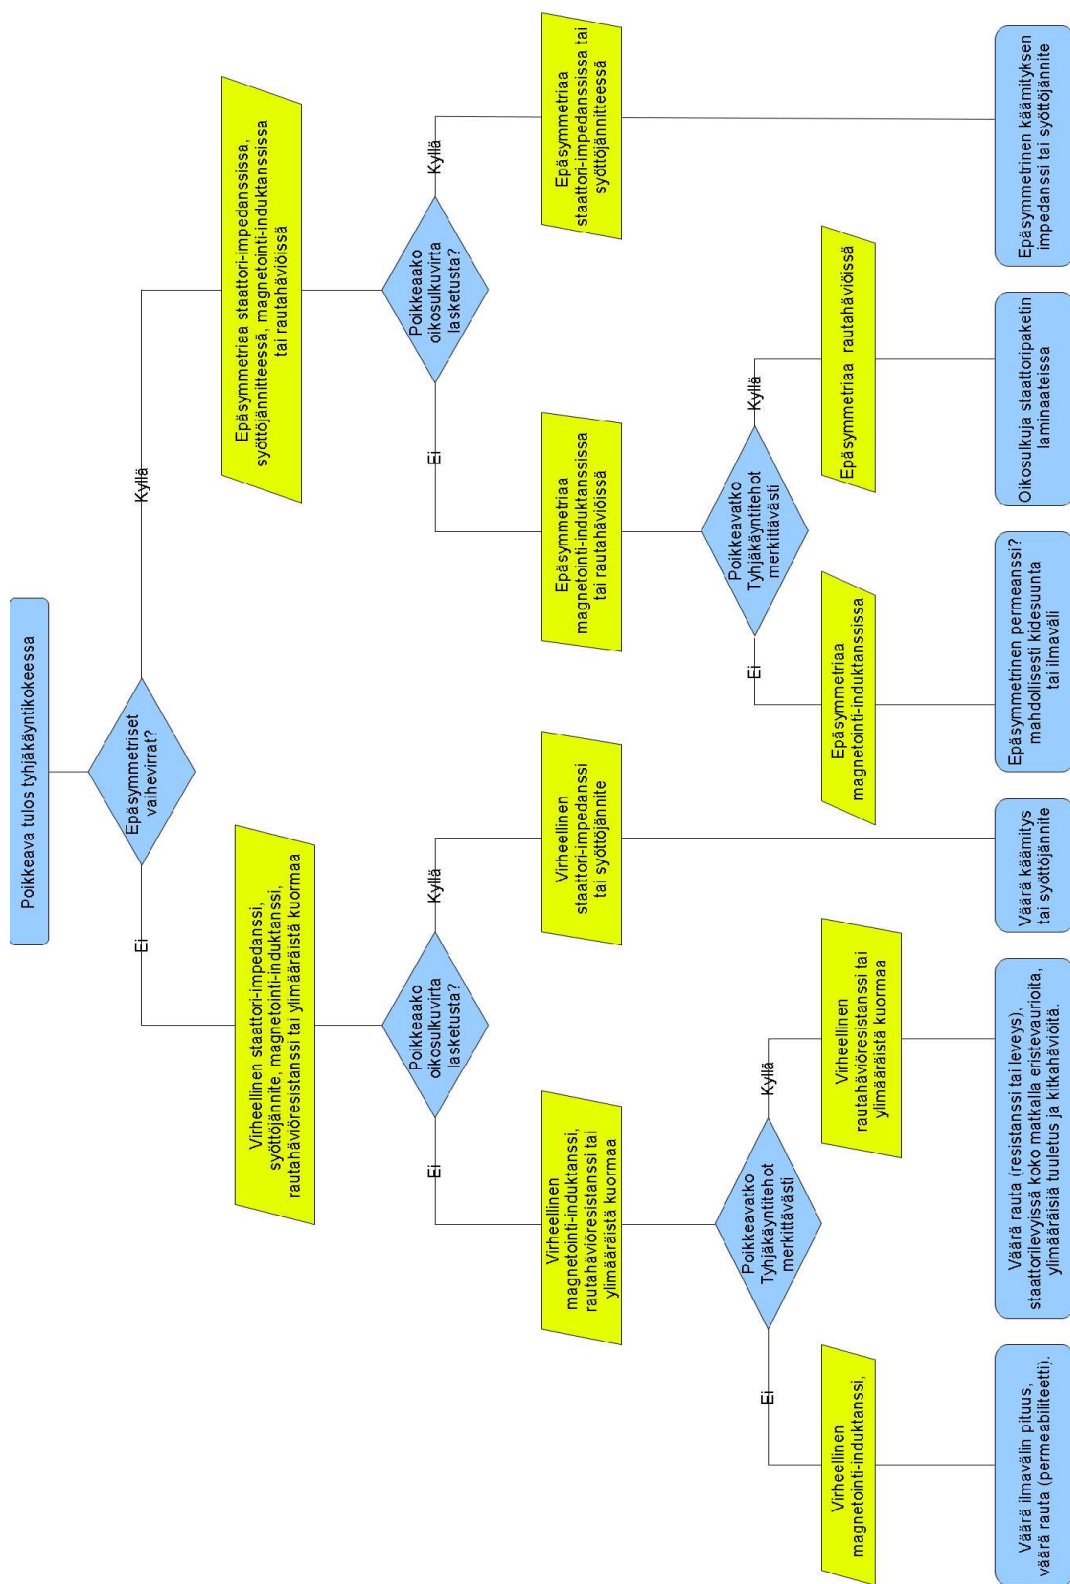 Poikkeava tulos tyhjäkäyntikokeessa
Epäsymmetriset
vaihevirrat?
Ei
Kyllä
Virheellinen staattori-impedanssi,
syöttöjännite, magnetointi-induktanssi,
rautahäviöresistanssi tai ylimääräistä kuormaa
Epäsymmetriaa staattori-impedanssissa,
syöttöjännitteessä, magnetointi-induktanssissa
tai rautahäviöissä
Poikkeaako
oikosulkuvirta
lasketusta?
Ei
Kyllä
Poikkeaako
oikosulkuvirta
lasketusta?
Ei
Kyllä
Virheellinen
magnetointi-induktanssi,
rautahäviöresistanssi tai
ylimääräistä kuormaa
Virheellinen
staattori-impedanssi
tai syöttöjännite
Epäsymmetriaa
magnetointi-induktanssissa
tai rautahäviöissä
Epäsymmetriaa
staattori-impedanssissa tai
syöttöjännitteessä
Poikkeavatko
Tyhjäkäyntitehot
merkittävästi
Ei
Kyllä
Poikkeavatko
Tyhjäkäyntitehot
merkittävästi
Ei
Kyllä
Virheellinen
magnetointi-induktanssi,
Virheellinen
rautahäviöresistanssi tai
ylimääräistä kuormaa
Epäsymmetriaa
magnetointi-induktanssissa
Epäsymmetriaa rautahäviöissä
Väärä ilmavälin pituus,
väärä rauta (permeabiliteetti).
Väärä rauta (resistanssi tai leveys),
staattorilevyissä koko matkalla eristevaurioita,
ylimääräisiä tuuletus ja kitkahäviöitä.
Väärä käämitys
tai syöttöjännite
Epäsymmetrinen permeanssi?
mahdollisesti kidesuunta
tai ilmaväli
Oikosulkuja staattoripaketin
laminaateissa
Epäsymmetrinen käämityksen
impedanssi tai syöttöjännite